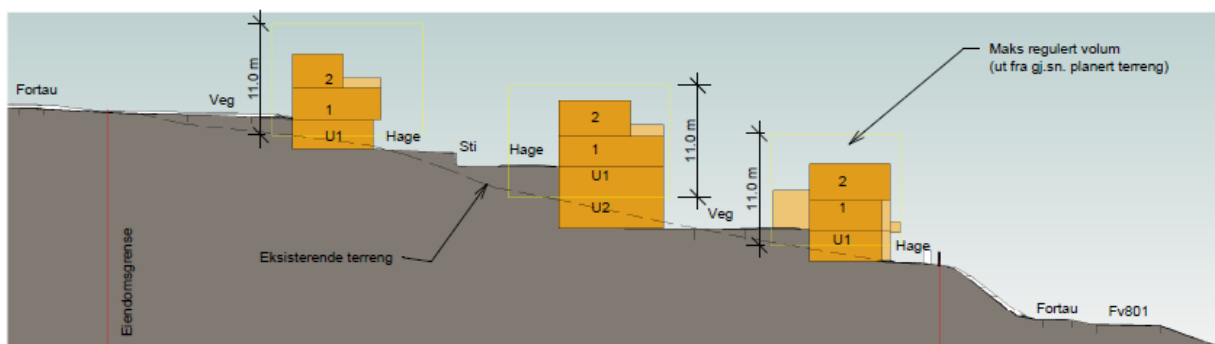 Maks regulert volum
(ut fra gj.sn. planert terreng)
11.0 m
2
1
U1
Fortau
Veg
Hage
Sti
Hage
11.0 m
2
1
U1
U2
Veg
11.0 m
2
1
U1
Hage
Eksisterende terreng
Eiendomsgrense
Fortau
Fv801